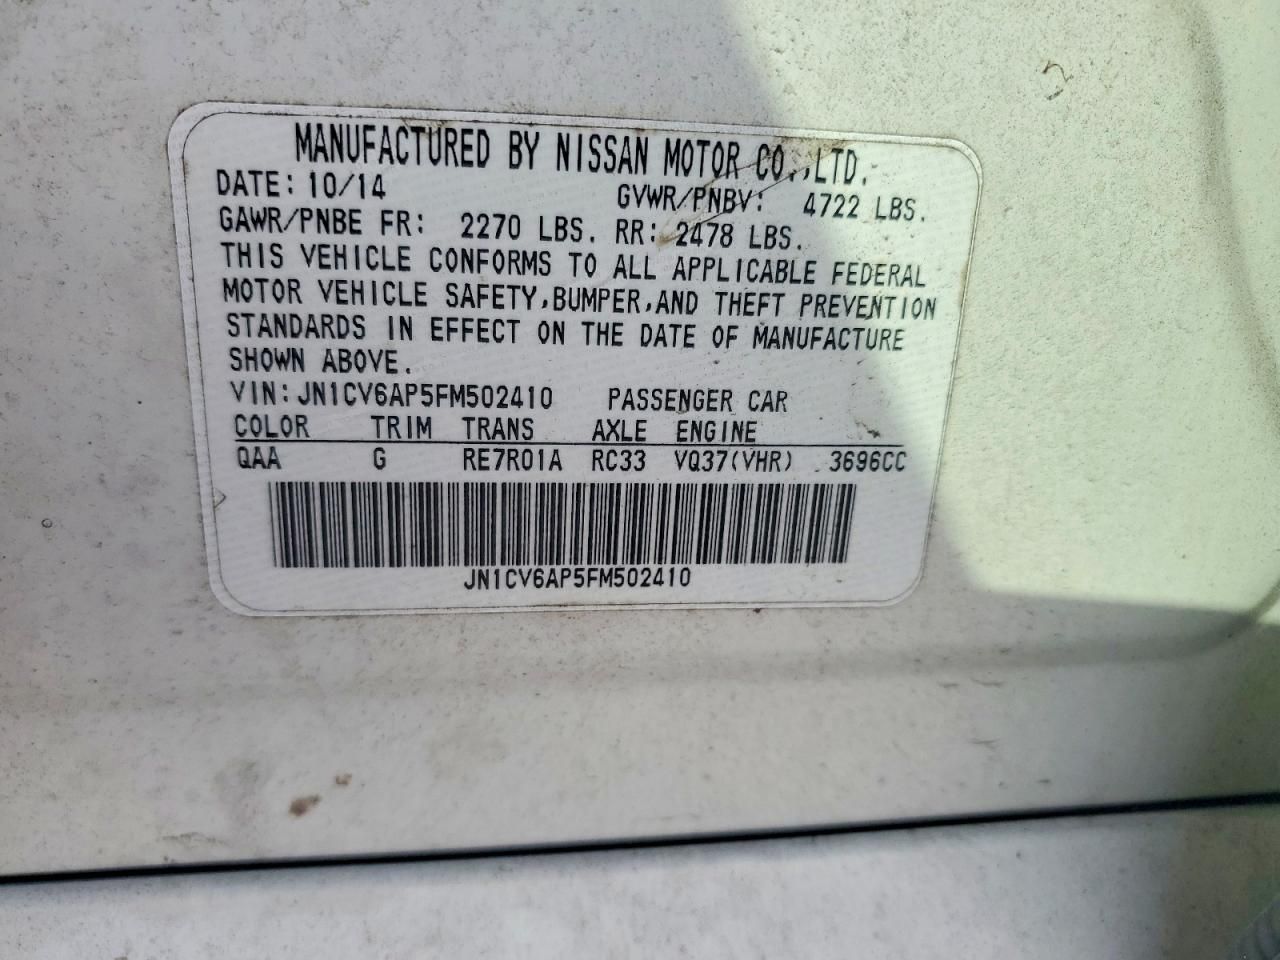 MANUFACTURED BY NISSAN MOTOR CO.,LTD.
DATE: 10/14 GVWR/PNBV: 4722 LBS.
GAWR/PNBE FR: 2270 LBS. RR: 2478 LBS.
THIS VEHICLE CONFORMS TO ALL APPLICABLE FEDERAL
MOTOR VEHICLE SAFETY,BUMPER,AND THEFT PREVENTION
STANDARDS IN EFFECT ON THE DATE OF MANUFACTURE
SHOWN ABOVE.
VIN:JN1CV6AP5FM502410 PASSENGER CAR
COLOR TRIM TRANS AXLE ENGINE
QAA G RE7R01A RC33 VQ37(VHR) 3696CC
JN1CV6AP5FM502410